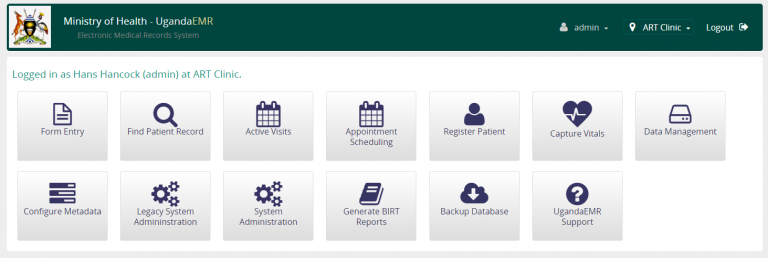 Ministry of Health - UgandaEMR
Electronic Medical Records System
admin
ART Clinic
Logout
Logged in as Hans Hancock (admin) at ART Clinic.
Form Entry
Find Patient Record
Active Visits
Appointment
Scheduling
Register Patient
Capture Vitals
Data Management
Configure Metadata
Legacy System
Admininstration
System
Administration
Generate BIRT
Reports
Backup Database
UgandaEMR
Support